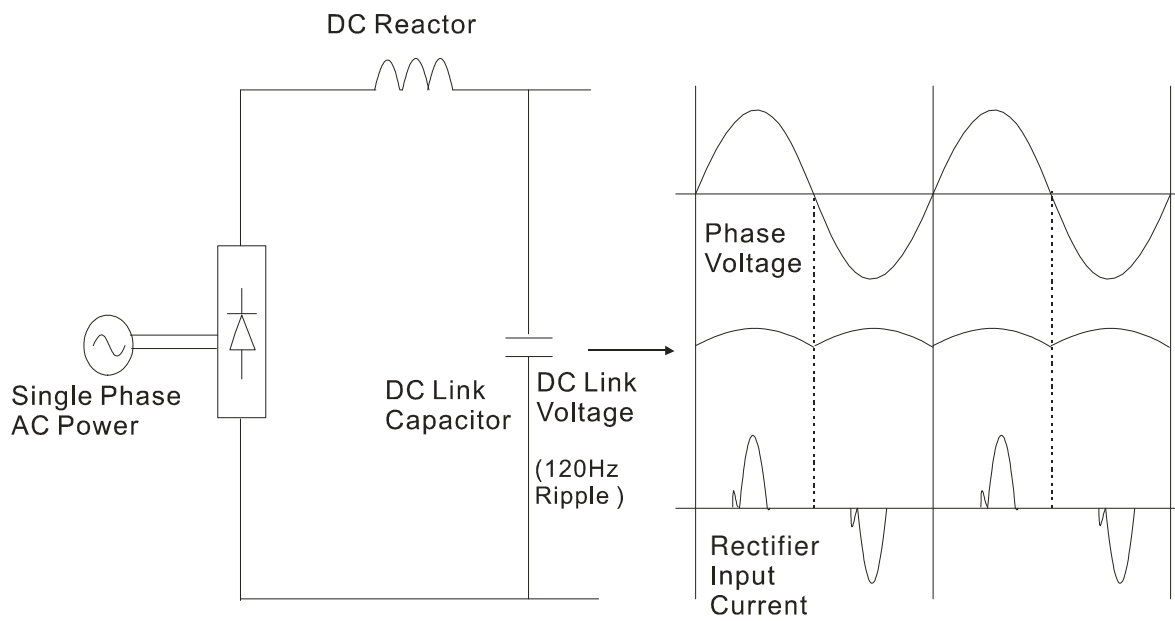 DC Reactor
Phase
Voltage
Single Phase
AC Power
DC Link
Capacitor
DC Link
Voltage
(120Hz
Ripple )
Rectifier
Input
Current